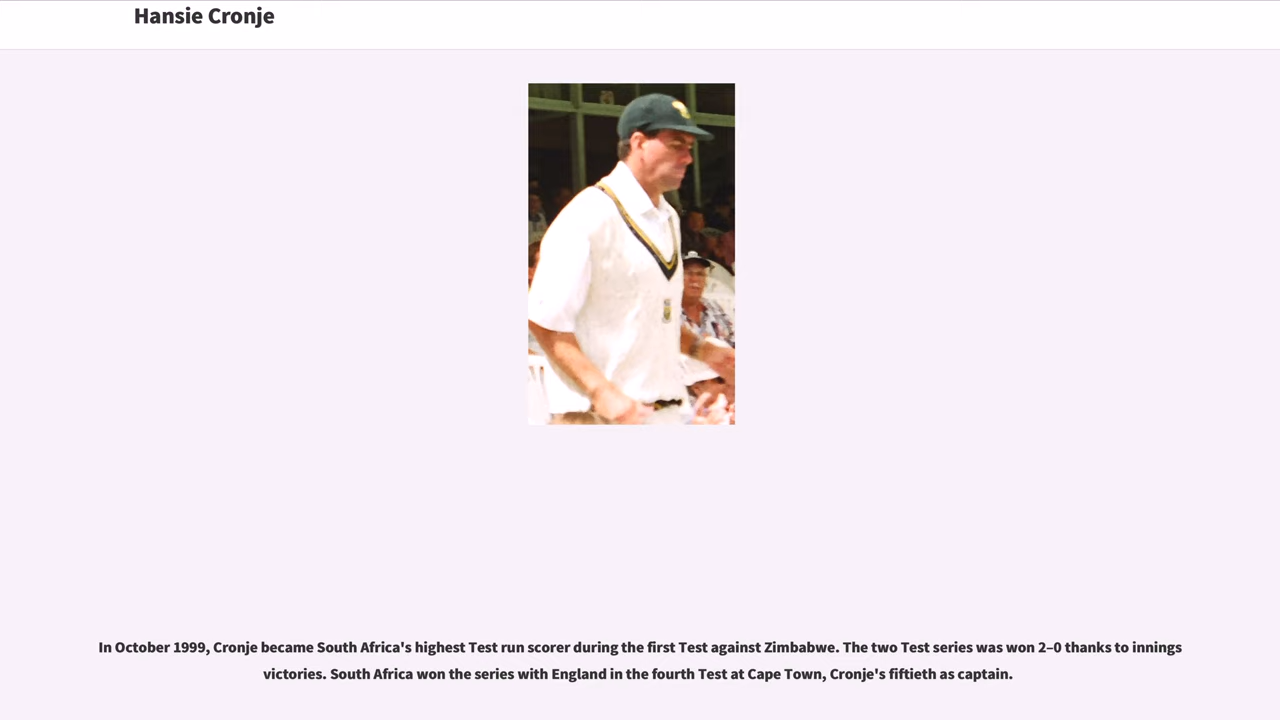 Hansie Cronje
In October 1999, Cronje became South Africa's highest Test run scorer during the first Test against Zimbabwe. The two Test series was won 2–0 thanks to innings
victories. South Africa won the series with England in the fourth Test at Cape Town, Cronje's fiftieth as captain.